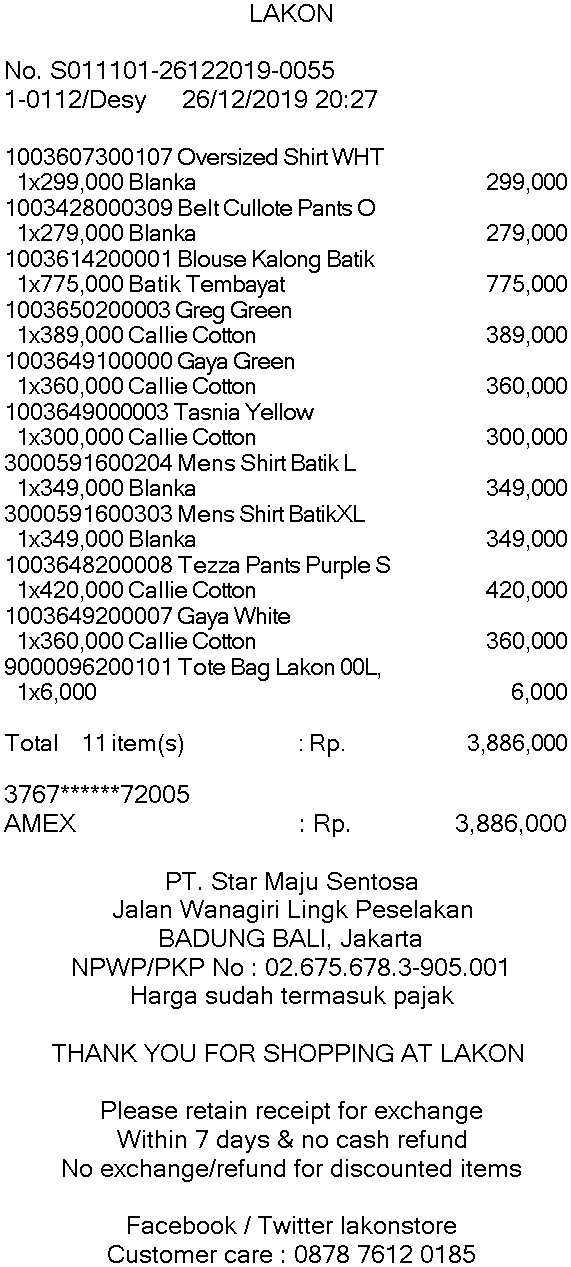 LAKON
No. S011101-26122019-0055
1-0112/Desy 26/12/2019 20:27
1003607300107 Oversized Shirt WHT
1x299,000 Blanka 299,000
1003428000309 Belt Cullote Pants O
1x279,000 Blanka 279,000
1003614200001 Blouse Kalong Batik
1x775,000 Batik Tembayat 775,000
1003650200003 Greg Green
1x389,000 Callie Cotton 389,000
1003649100000 Gaya Green
1x360,000 Callie Cotton 360,000
1003649000003 Tasnia Yellow
1x300,000 Callie Cotton 300,000
3000591600204 Mens Shirt Batik L
1x349,000 Blanka 349,000
3000591600303 Mens Shirt BatikXL
1x349,000 Blanka 349,000
1003648200008 Tezza Pants Purple S
1x420,000 Callie Cotton 420,000
1003649200007 Gaya White
1x360,000 Callie Cotton 360,000
9000096200101 Tote Bag Lakon 00L,
1x6,000 6,000
Total 11 item(s) : Rp. 3,886,000
3767******72005
AMEX : Rp. 3,886,000
PT. Star Maju Sentosa
Jalan Wanagiri Lingk Peselakan
BADUNG BALI, Jakarta
NPWP/PKP No : 02.675.678.3-905.001
Harga sudah termasuk pajak
THANK YOU FOR SHOPPING AT LAKON
Please retain receipt for exchange
Within 7 days & no cash refund
No exchange/refund for discounted items
Facebook / Twitter lakonstore
Customer care : 0878 7612 0185